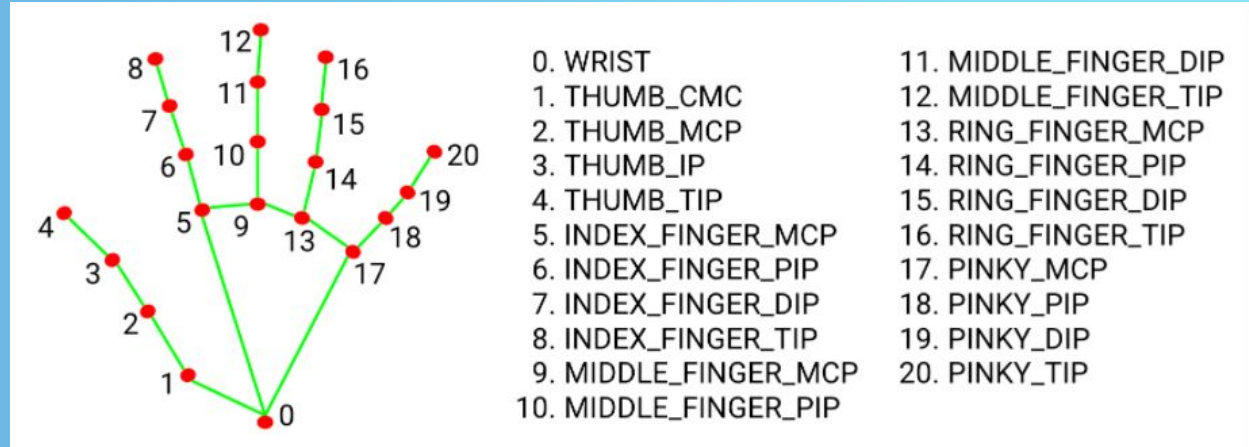 12
8
16
11
7
15
10
20
6
14
19
4
5
9
18
13
3
17
2
1
0
0. WRIST
1. THUMB_CMC
2. THUMB_MCP
3. THUMB_IP
4. THUMB_TIP
5. INDEX_FINGER_MCP
6. INDEX_FINGER_PIP
7. INDEX_FINGER_DIP
8. INDEX_FINGER_TIP
9. MIDDLE_FINGER_MCP
10. MIDDLE_FINGER_PIP
11. MIDDLE_FINGER_DIP
12. MIDDLE_FINGER_TIP
13. RING_FINGER_MCP
14. RING_FINGER_PIP
15. RING_FINGER_DIP
16. RING_FINGER_TIP
17. PINKY_MCP
18. PINKY_PIP
19. PINKY_DIP
20. PINKY_TIP